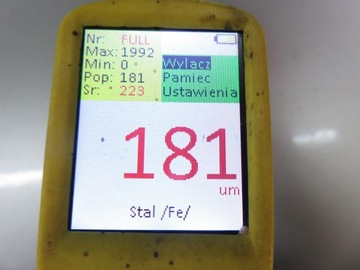 Nr: FULL
Max: 1992
Min: 0
Pop: 181
Sr: 223
Wylacz
Pamiec
Ustawienia
181
um
Stal /Fe/